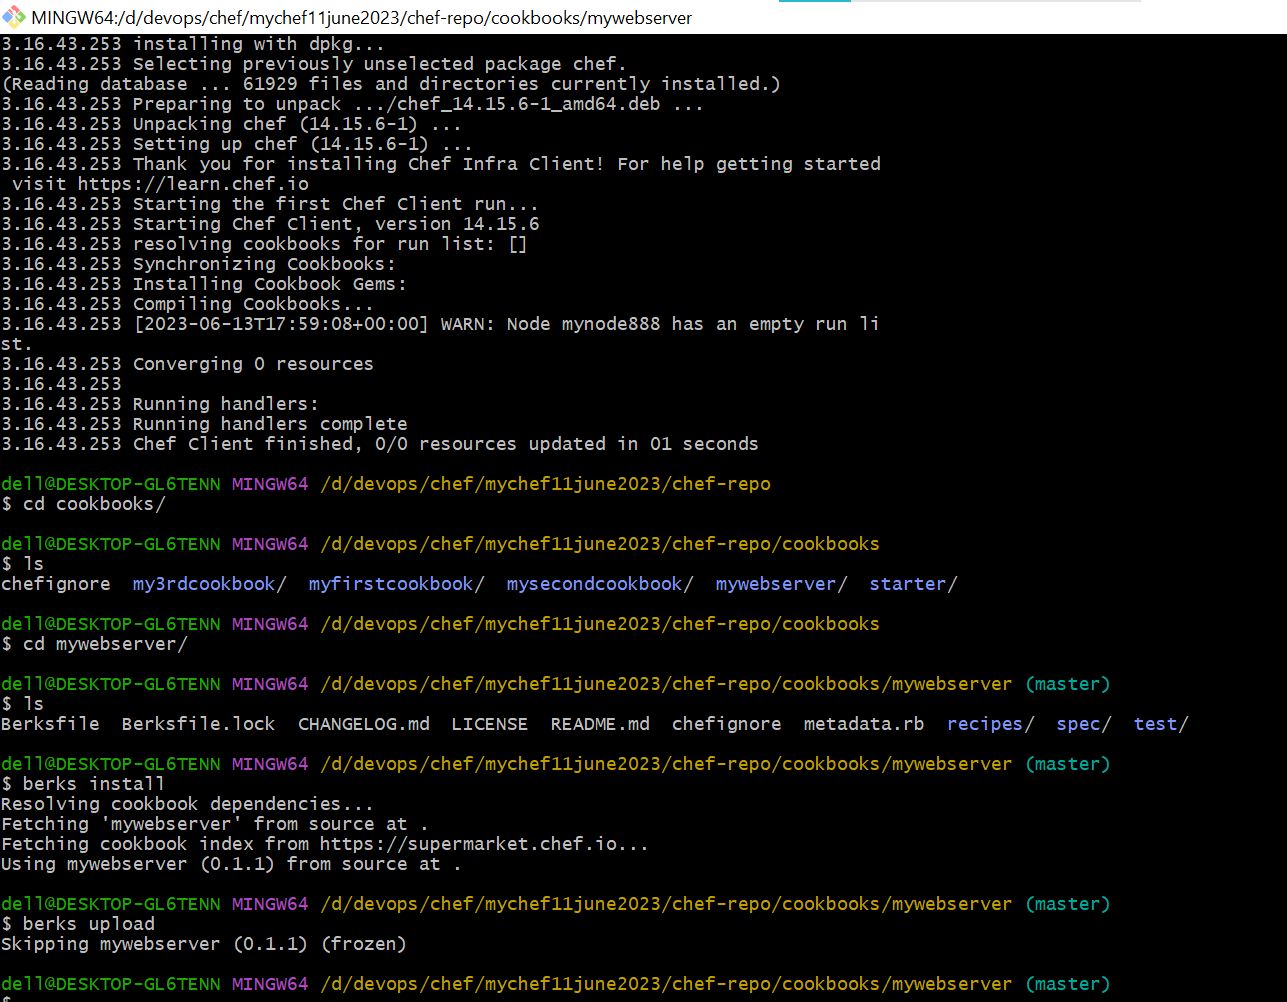 MINGW64:/d/devops/chef/mychef11june2023/chef-repo/cookbooks/mywebserver
3.16.43.253 installing with dpkg...
3.16.43.253 Selecting previously unselected package chef.
(Reading database ... 61929 files and directories currently installed.)
3.16.43.253 Preparing to unpack .../chef_14.15.6-1_amd64.deb ...
3.16.43.253 Unpacking chef (14.15.6-1) ...
3.16.43.253 Setting up chef (14.15.6-1) ...
3.16.43.253 Thank you for installing Chef Infra Client! For help getting started
 visit https://learn.chef.io
3.16.43.253 Starting the first Chef Client run...
3.16.43.253 Starting Chef Client, version 14.15.6
3.16.43.253 resolving cookbooks for run list: []
3.16.43.253 Synchronizing Cookbooks:
3.16.43.253 Installing Cookbook Gems:
3.16.43.253 Compiling Cookbooks...
3.16.43.253 [2023-06-13T17:59:08+00:00] WARN: Node mynode888 has an empty run li
st.
3.16.43.253 Converging 0 resources
3.16.43.253
3.16.43.253 Running handlers:
3.16.43.253 Running handlers complete
3.16.43.253 Chef Client finished, 0/0 resources updated in 01 seconds
dell@DESKTOP-GL6TENN MINGW64 /d/devops/chef/mychef11june2023/chef-repo
$ cd cookbooks/
dell@DESKTOP-GL6TENN MINGW64 /d/devops/chef/mychef11june2023/chef-repo/cookbooks
$ ls
chefignore  my3rdcookbook/  myfirstcookbook/  mysecondcookbook/  mywebserver/  starter/
dell@DESKTOP-GL6TENN MINGW64 /d/devops/chef/mychef11june2023/chef-repo/cookbooks
$ cd mywebserver/
dell@DESKTOP-GL6TENN MINGW64 /d/devops/chef/mychef11june2023/chef-repo/cookbooks/mywebserver (master)
$ ls
Berksfile  Berksfile.lock  CHANGELOG.md  LICENSE  README.md  chefignore  metadata.rb  recipes/  spec/  test/
dell@DESKTOP-GL6TENN MINGW64 /d/devops/chef/mychef11june2023/chef-repo/cookbooks/mywebserver (master)
$ berks install
Resolving cookbook dependencies...
Fetching 'mywebserver' from source at .
Fetching cookbook index from https://supermarket.chef.io...
Using mywebserver (0.1.1) from source at .
dell@DESKTOP-GL6TENN MINGW64 /d/devops/chef/mychef11june2023/chef-repo/cookbooks/mywebserver (master)
$ berks upload
Skipping mywebserver (0.1.1) (frozen)
dell@DESKTOP-GL6TENN MINGW64 /d/devops/chef/mychef11june2023/chef-repo/cookbooks/mywebserver (master)
$